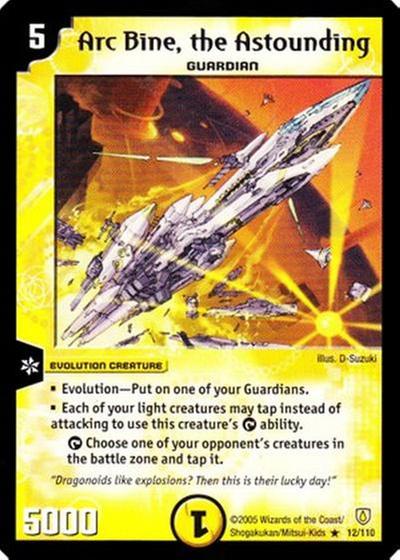 5 Arc Bine, the Astounding
GUARDIAN
illus. D-Suzuki
EVOLUTION CREATURE
▪ Evolution—Put on one of your Guardians.
▪ Each of your light creatures may tap instead of
attacking to use this creature's ability.
Choose one of your opponent's creatures in
the battle zone and tap it.
"Dragonoids like explosions? Then this is their lucky day!"
5000
1
©2005 Wizards of the Coast/
Shogakukan/Mitsui-Kids ★ 12/110